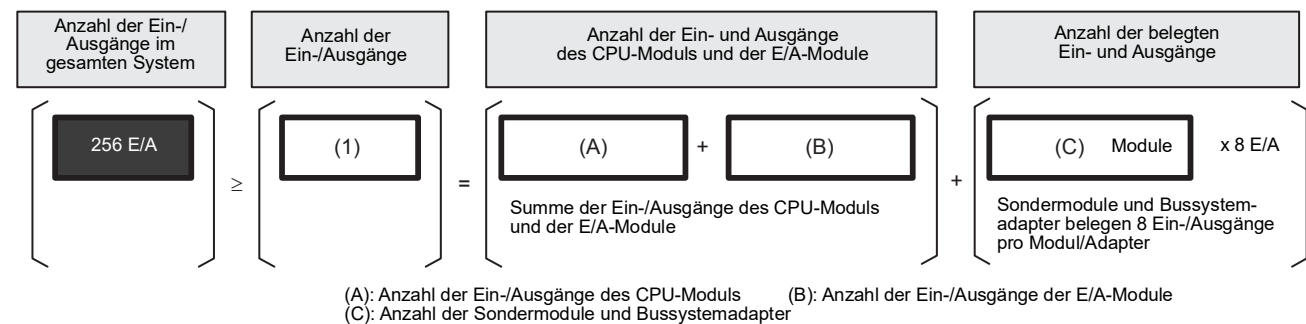 Anzahl der Ein-/
Ausgänge im
gesamten System
Anzahl der
Ein-/Ausgänge
Anzahl der Ein- und Ausgänge
des CPU-Moduls und der E/A-Module
Anzahl der belegten
Ein- und Ausgänge
256 E/A
≥
(1)
=
(A)
+
(B)
+
(C) Module
x 8 E/A
Summe der Ein-/Ausgänge des CPU-Moduls
und der E/A-Module
Sondermodule und Bussystem-
adapter belegen 8 Ein-/Ausgänge
pro Modul/Adapter
(A): Anzahl der Ein-/Ausgänge des CPU-Moduls
(B): Anzahl der Ein-/Ausgänge der E/A-Module
(C): Anzahl der Sondermodule und Bussystemadapter